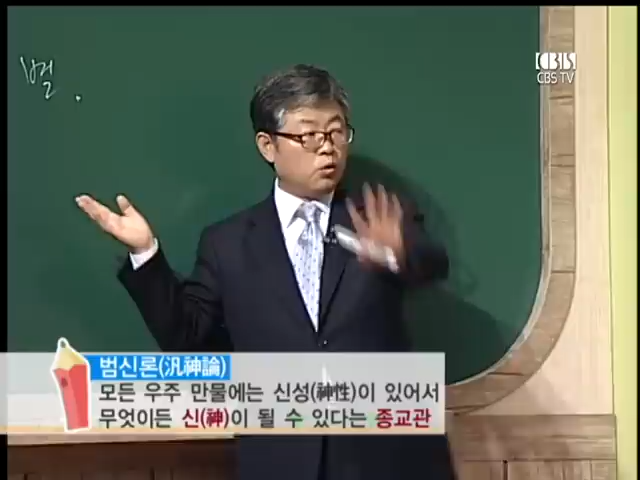 벌.
CBS
CBS TV
범신론(汎神論)
모든 우주 만물에는 신성(神性)이 있어서
무엇이든 신(神)이 될 수 있다는 종교관